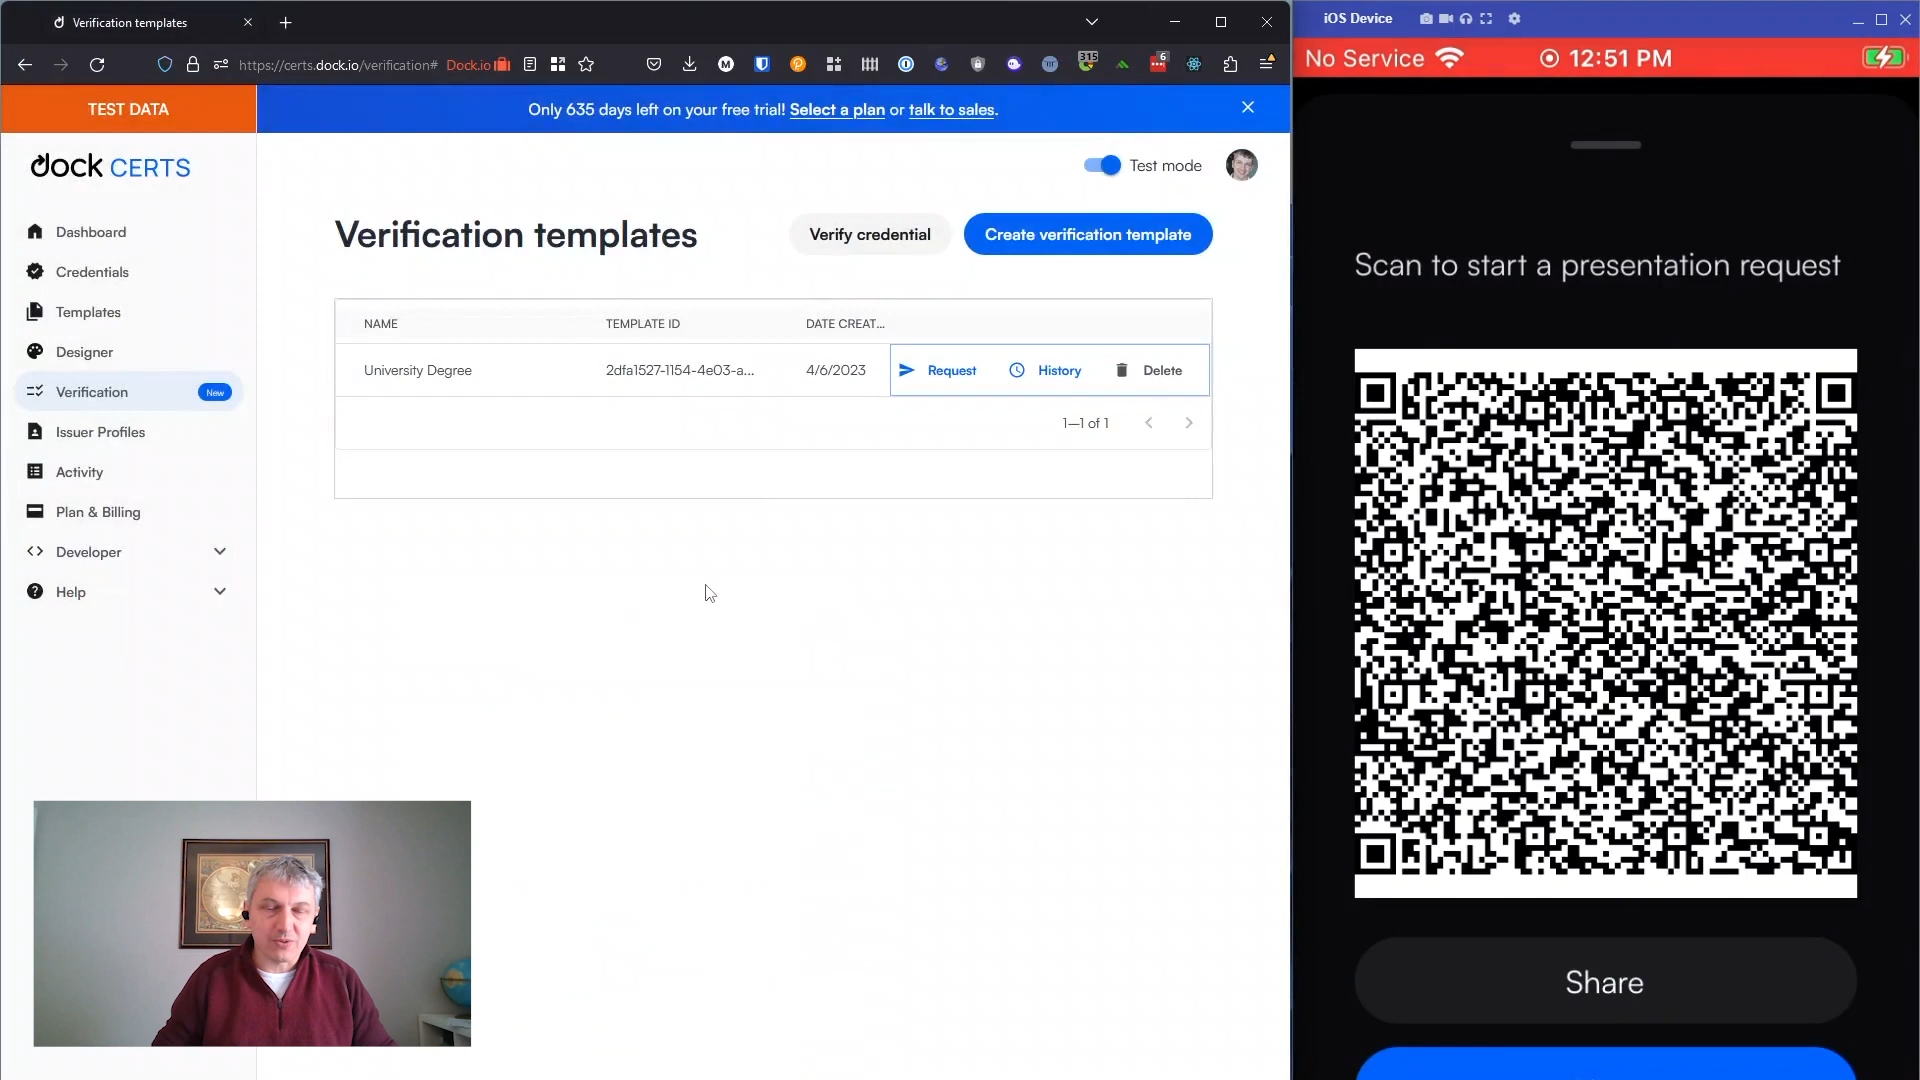 Verification templates
https://certs.dock.io/verification# Dock.io
315
6
TEST DATA
Only 635 days left on your free trial! Select a plan or talk to sales.
dock CERTS
Test mode
Dashboard
Credentials
Templates
Designer
Verification New
Issuer Profiles
Activity
Plan & Billing
Developer
Help
Verification templates
Verify credential
Create verification template
NAME TEMPLATE ID DATE CREAT...
University Degree 2dfa1527-1154-4e03-a... 4/6/2023 Request History Delete
1–1 of 1
iOS Device
No Service 12:51 PM
Scan to start a presentation request
Share